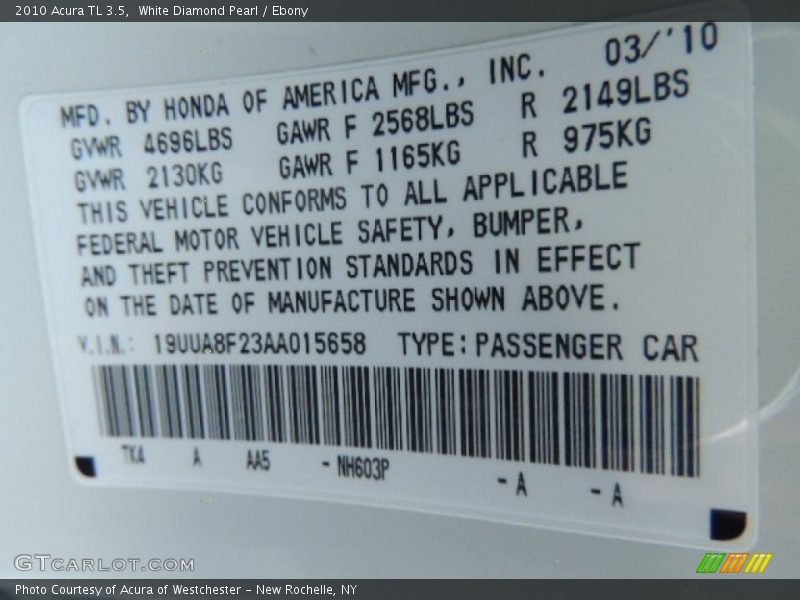 2010 Acura TL 3.5, White Diamond Pearl / Ebony
03/'10
MFD. BY HONDA OF AMERICA MFG., INC.
GVWR 4696LBS GAWR F 2568LBS R 2149LBS
GVWR 2130KG GAWR F 1165KG R 975KG
THIS VEHICLE CONFORMS TO ALL APPLICABLE
FEDERAL MOTOR VEHICLE SAFETY, BUMPER,
AND THEFT PREVENTION STANDARDS IN EFFECT
ON THE DATE OF MANUFACTURE SHOWN ABOVE.
V.I.N.: 19UUA8F23AA015658 TYPE: PASSENGER CAR
TK4 A AA5 - NH603P - A - A
GTCARLOT.COM
Photo Courtesy of Acura of Westchester - New Rochelle, NY